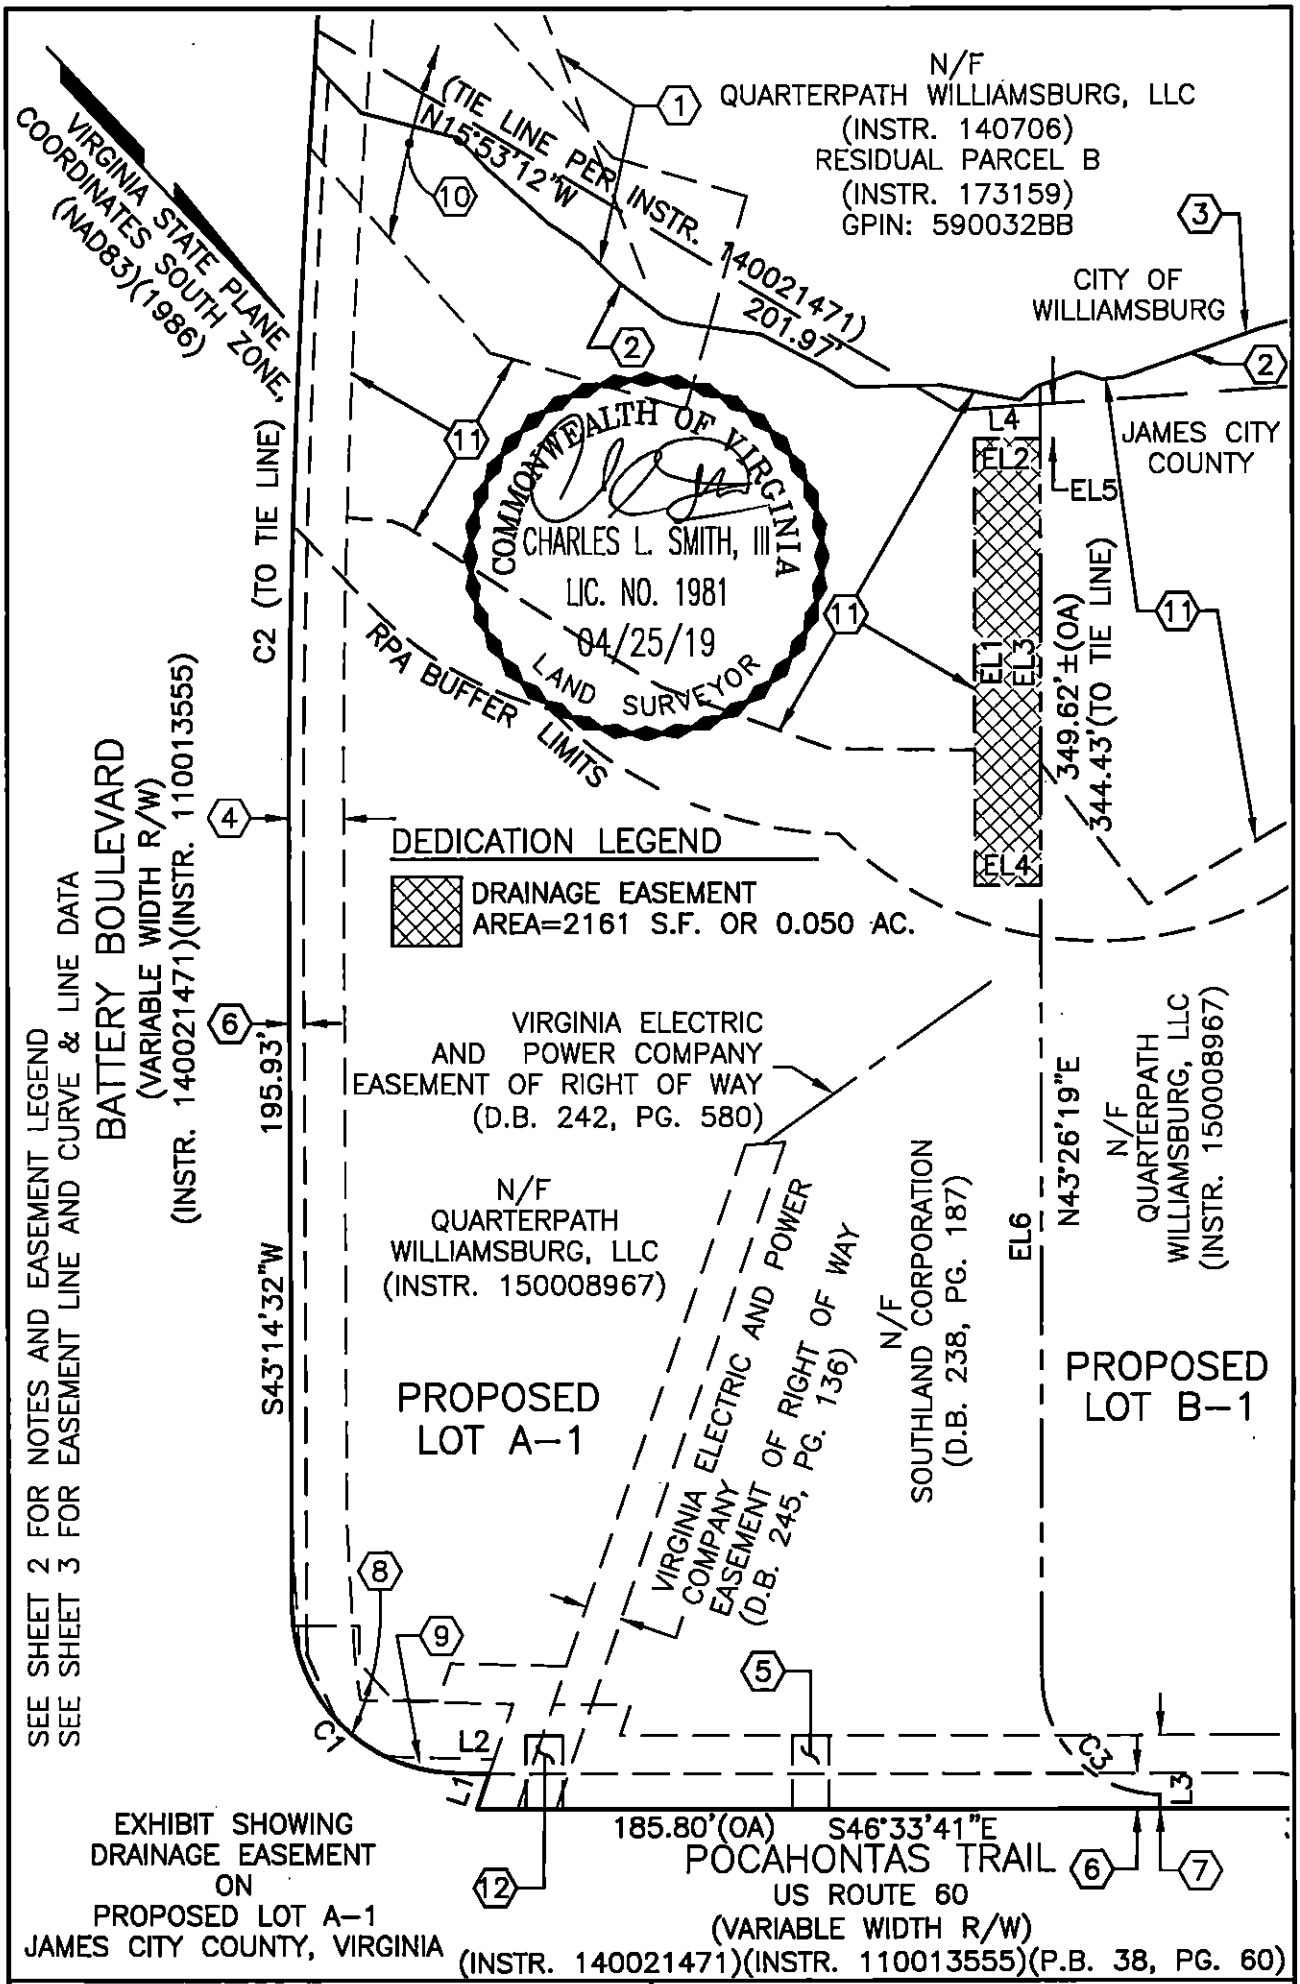 N/F
QUARTERPATH WILLIAMSBURG, LLC
(INSTR. 140706)
RESIDUAL PARCEL B
(INSTR. 173159)
GPIN: 590032BB
1
10
3
2
2
(TIE LINE PER INSTR. 140021471)
N15°53'12"W
201.97'
VIRGINIA STATE PLANE
COORDINATES SOUTH ZONE,
(NAD83)(1986)
CITY OF
WILLIAMSBURG
JAMES CITY
COUNTY
L4
EL2
EL5
EL1
EL3
EL4
11
11
11
349.62'±(OA)
344.43'(TO TIE LINE)
COMMONWEALTH OF VIRGINIA
CHARLES L. SMITH, III
LIC. NO. 1981
04/25/19
LAND SURVEYOR
C2 (TO TIE LINE)
RPA BUFFER LIMITS
BATTERY BOULEVARD
(VARIABLE WIDTH R/W)
(INSTR. 140021471)(INSTR. 110013555)
4
6
DEDICATION LEGEND
DRAINAGE EASEMENT
AREA=2161 S.F. OR 0.050 AC.
SEE SHEET 2 FOR NOTES AND EASEMENT LEGEND
SEE SHEET 3 FOR EASEMENT LINE AND CURVE & LINE DATA
S43°14'32"W
195.93'
VIRGINIA ELECTRIC
AND POWER COMPANY
EASEMENT OF RIGHT OF WAY
(D.B. 242, PG. 580)
N/F
QUARTERPATH
WILLIAMSBURG, LLC
(INSTR. 150008967)
PROPOSED
LOT A-1
VIRGINIA ELECTRIC AND POWER
COMPANY
EASEMENT OF RIGHT OF WAY
(D.B. 245, PG. 136)
N/F
SOUTHLAND CORPORATION
(D.B. 238, PG. 187)
EL6
N43°26'19"E
N/F
QUARTERPATH
WILLIAMSBURG, LLC
(INSTR. 150008967)
PROPOSED
LOT B-1
8
9
5
C1
L2
L1
C3
L3
12
6
7
185.80'(OA) S46°33'41"E
POCAHONTAS TRAIL
US ROUTE 60
(VARIABLE WIDTH R/W)
(INSTR. 140021471)(INSTR. 110013555)(P.B. 38, PG. 60)
EXHIBIT SHOWING
DRAINAGE EASEMENT
ON
PROPOSED LOT A-1
JAMES CITY COUNTY, VIRGINIA